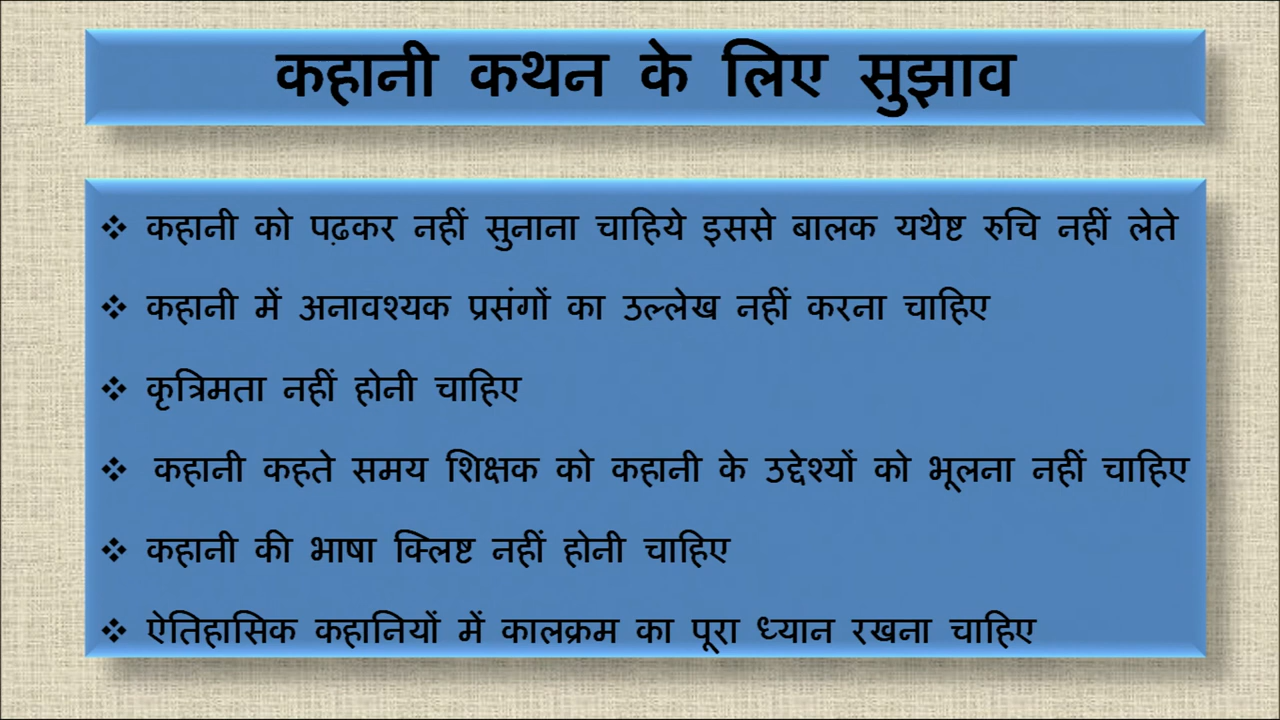 कहानी कथन के लिए सुझाव
❖ कहानी को पढ़कर नहीं सुनाना चाहिये इससे बालक यथेष्ट रुचि नहीं लेते
❖ कहानी में अनावश्यक प्रसंगों का उल्लेख नहीं करना चाहिए
❖ कृत्रिमता नहीं होनी चाहिए
❖ कहानी कहते समय शिक्षक को कहानी के उद्देश्यों को भूलना नहीं चाहिए
❖ कहानी की भाषा क्लिष्ट नहीं होनी चाहिए
❖ ऐतिहासिक कहानियों में कालक्रम का पूरा ध्यान रखना चाहिए